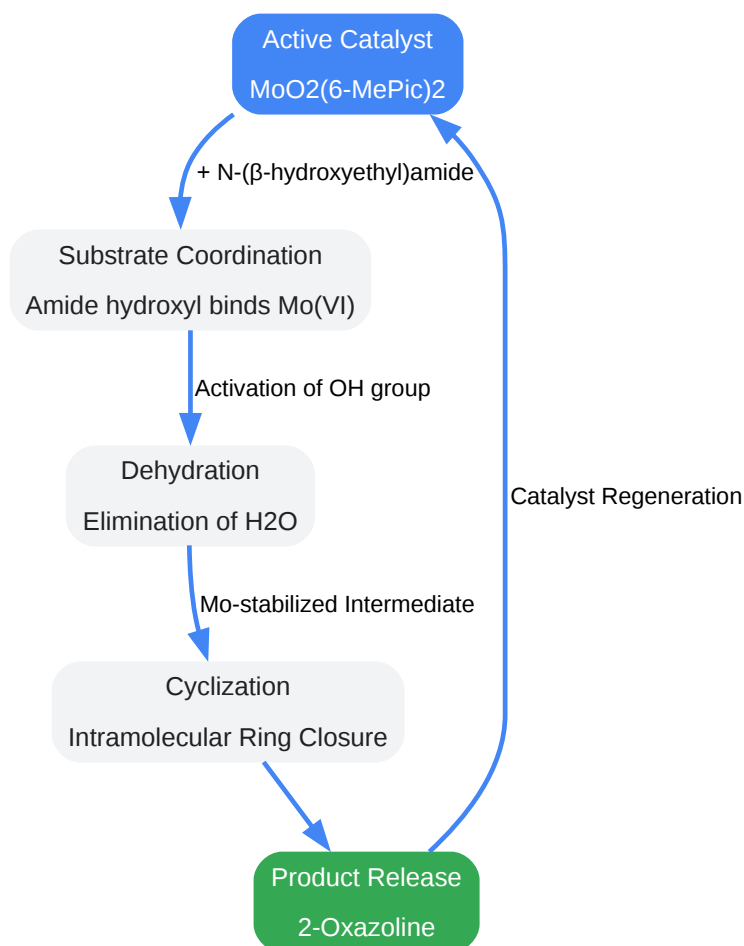 Active Catalyst
MoO2(6-MePic)2
+ N-(β-hydroxyethyl)amide
Substrate Coordination
Amide hydroxyl binds Mo(VI)
Activation of OH group
Dehydration
Elimination of H2O
Catalyst Regeneration
Mo-stabilized Intermediate
Cyclization
Intramolecular Ring Closure
Product Release
2-Oxazoline